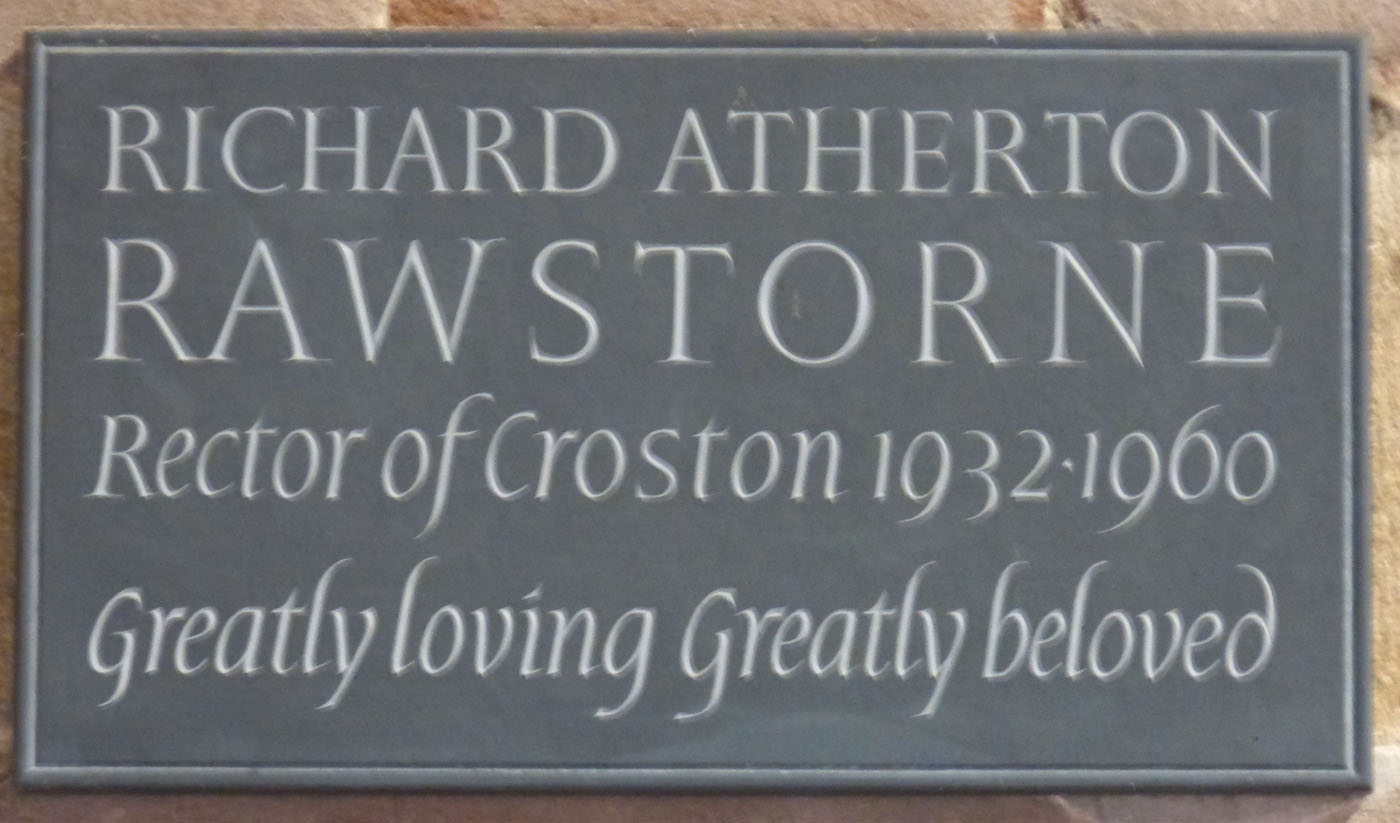 RICHARD ATHERTON
RAWSTORNE
Rector of Croston 1932·1960
Greatly loving Greatly beloved